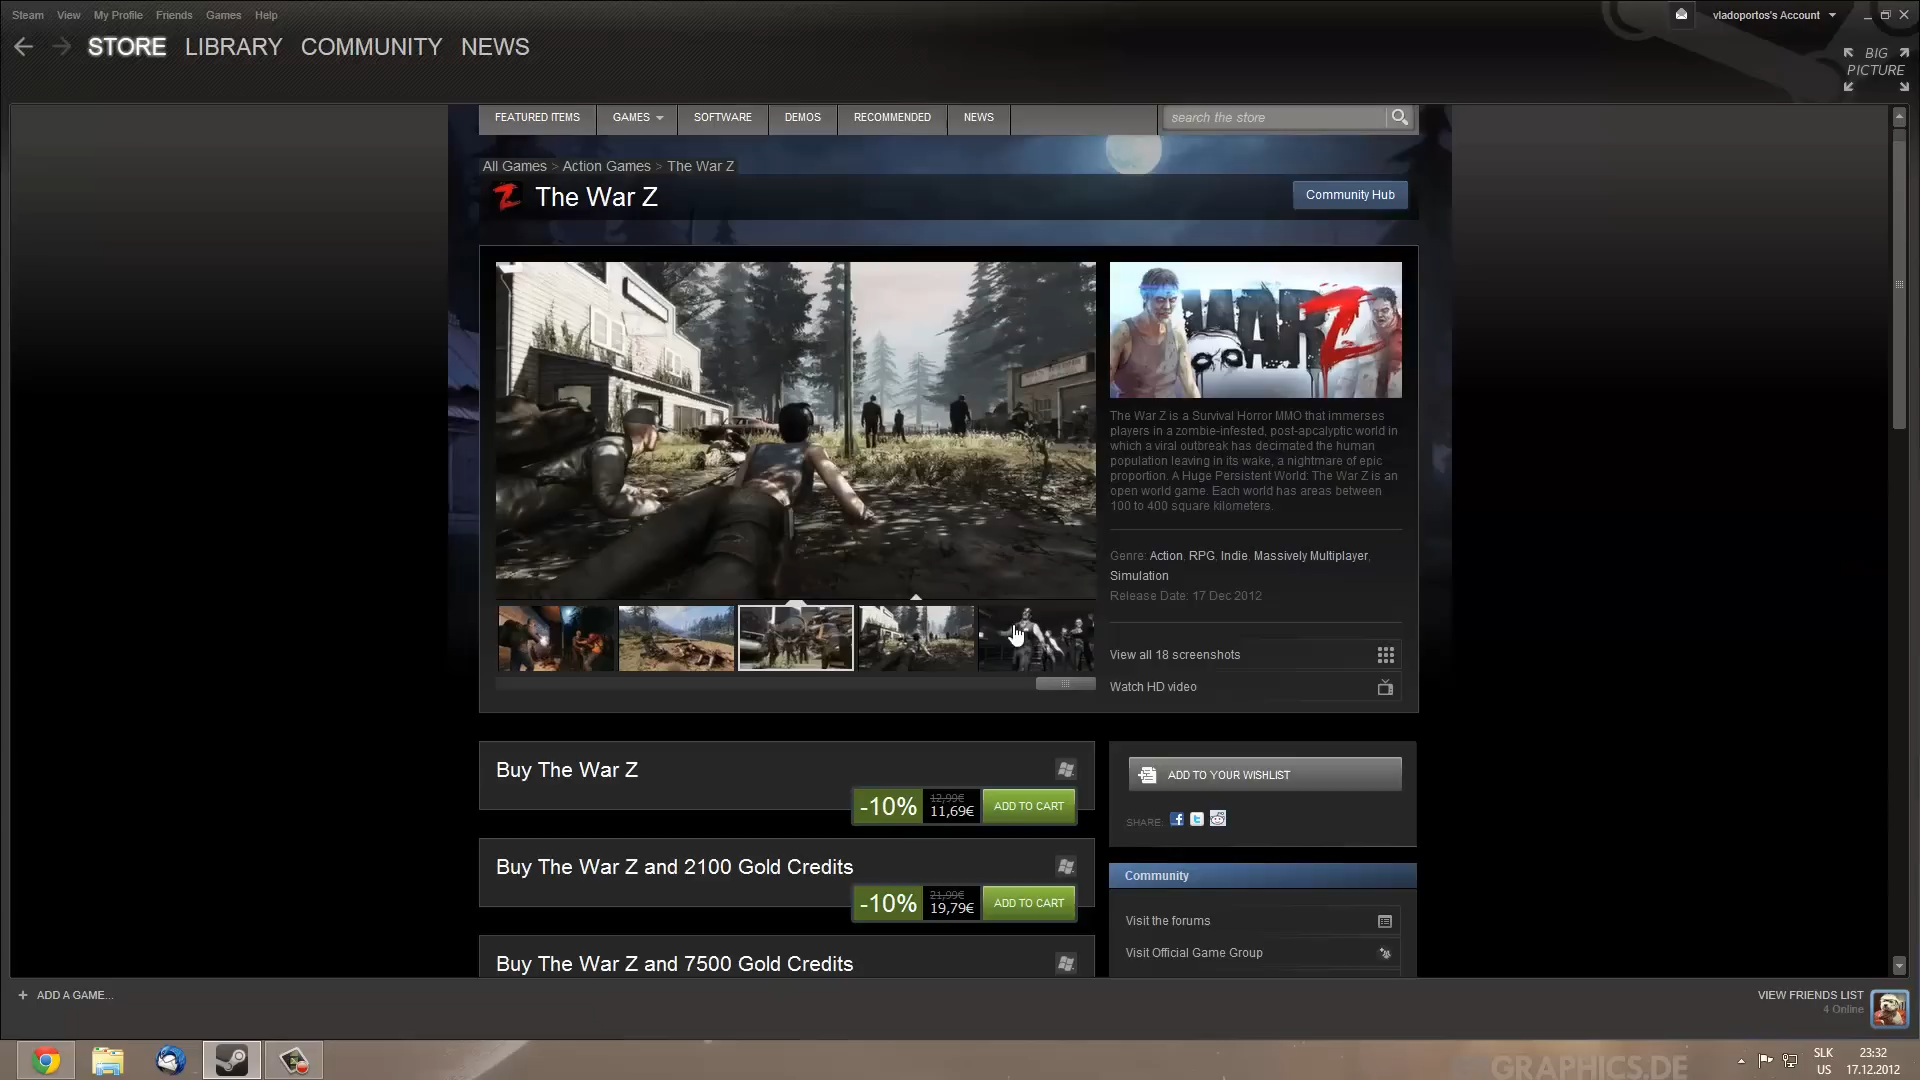 Steam View My Profile Friends Games Help
vladoportos's Account
STORE LIBRARY COMMUNITY NEWS
BIG
PICTURE
FEATURED ITEMS GAMES SOFTWARE DEMOS RECOMMENDED NEWS
search the store
All Games > Action Games > The War Z
Z The War Z
Community Hub
WAR Z
The War Z is a Survival Horror MMO that immerses
players in a zombie-infested, post-apcalyptic world in
which a viral outbreak has decimated the human
population leaving in its wake, a nightmare of epic
proportion. A Huge Persistent World: The War Z is an
open world game. Each world has areas between
100 to 400 square kilometers.
Genre: Action, RPG, Indie, Massively Multiplayer,
Simulation
Release Date: 17 Dec 2012
View all 18 screenshots
Watch HD video
Buy The War Z
-10% 12,99€ 11,69€ ADD TO CART
Buy The War Z and 2100 Gold Credits
-10% 21,99€ 19,79€ ADD TO CART
Buy The War Z and 7500 Gold Credits
ADD TO YOUR WISHLIST
SHARE:
Community
Visit the forums
Visit Official Game Group
+ ADD A GAME...
VIEW FRIENDS LIST
4 Online
GRAPHICS.DE
SLK
US
23:32
17.12.2012